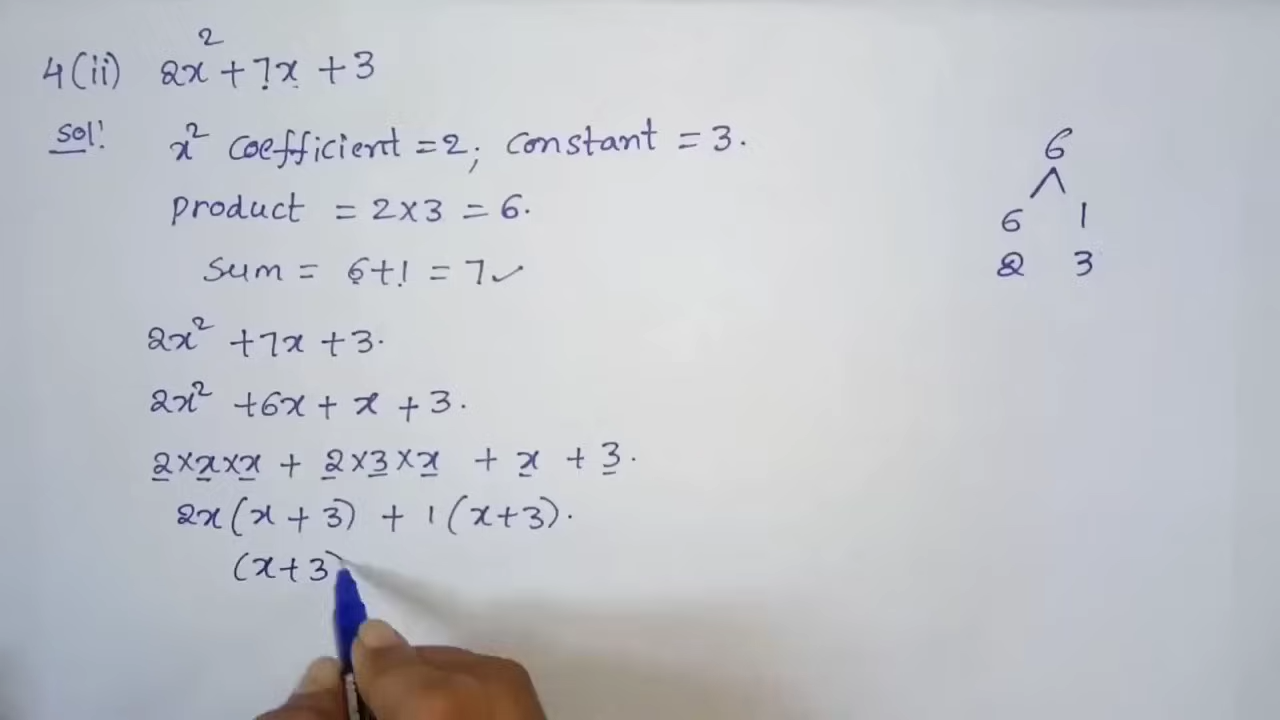 4(ii) 2x² + 7x + 3
Sol: x² coefficient = 2; constant = 3.
product = 2×3 = 6.
Sum = 6+1 = 7 ✓
2x² + 7x + 3.
2x² + 6x + x + 3.
2×x×x + 2×3×x + x + 3.
2x(x + 3) + 1(x+3).
(x+3)
6
6 1
2 3